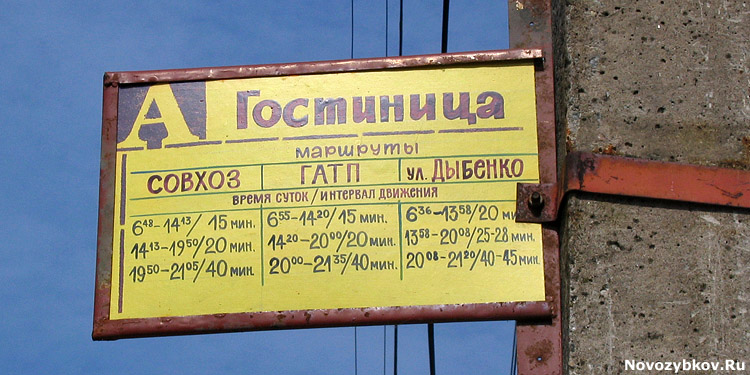 А Гостиница
маршруты
СОВХОЗ ГАТП ул. ДЫБЕНКО
ВРЕМЯ СУТОК / ИНТЕРВАЛ ДВИЖЕНИЯ
6⁴⁸-14¹³/ 15 мин. 6⁵⁵-14²⁰/15 мин. 6³⁶-13⁵⁸/20 мин
14¹³-19⁵⁰/20 мин. 14²⁰-20⁰⁰/20 мин. 13⁵⁸-20⁰⁸/25-28 мин.
19⁵⁰-21⁰⁵/40 мин. 20⁰⁰-21³⁵/40 мин. 20⁰⁸-21²⁰/40-45 мин.
Novozybkov.Ru